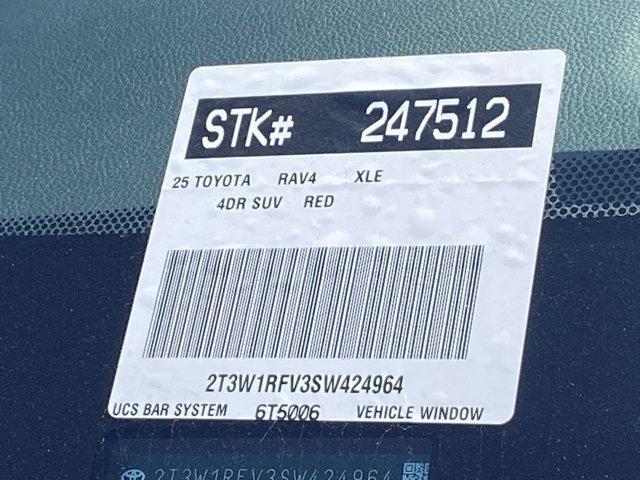 STK# 247512
25 TOYOTA RAV4 XLE
4DR SUV RED
2T3W1RFV3SW424964
UCS BAR SYSTEM 6T5006 VEHICLE WINDOW
2T3W1RFV3SW424964